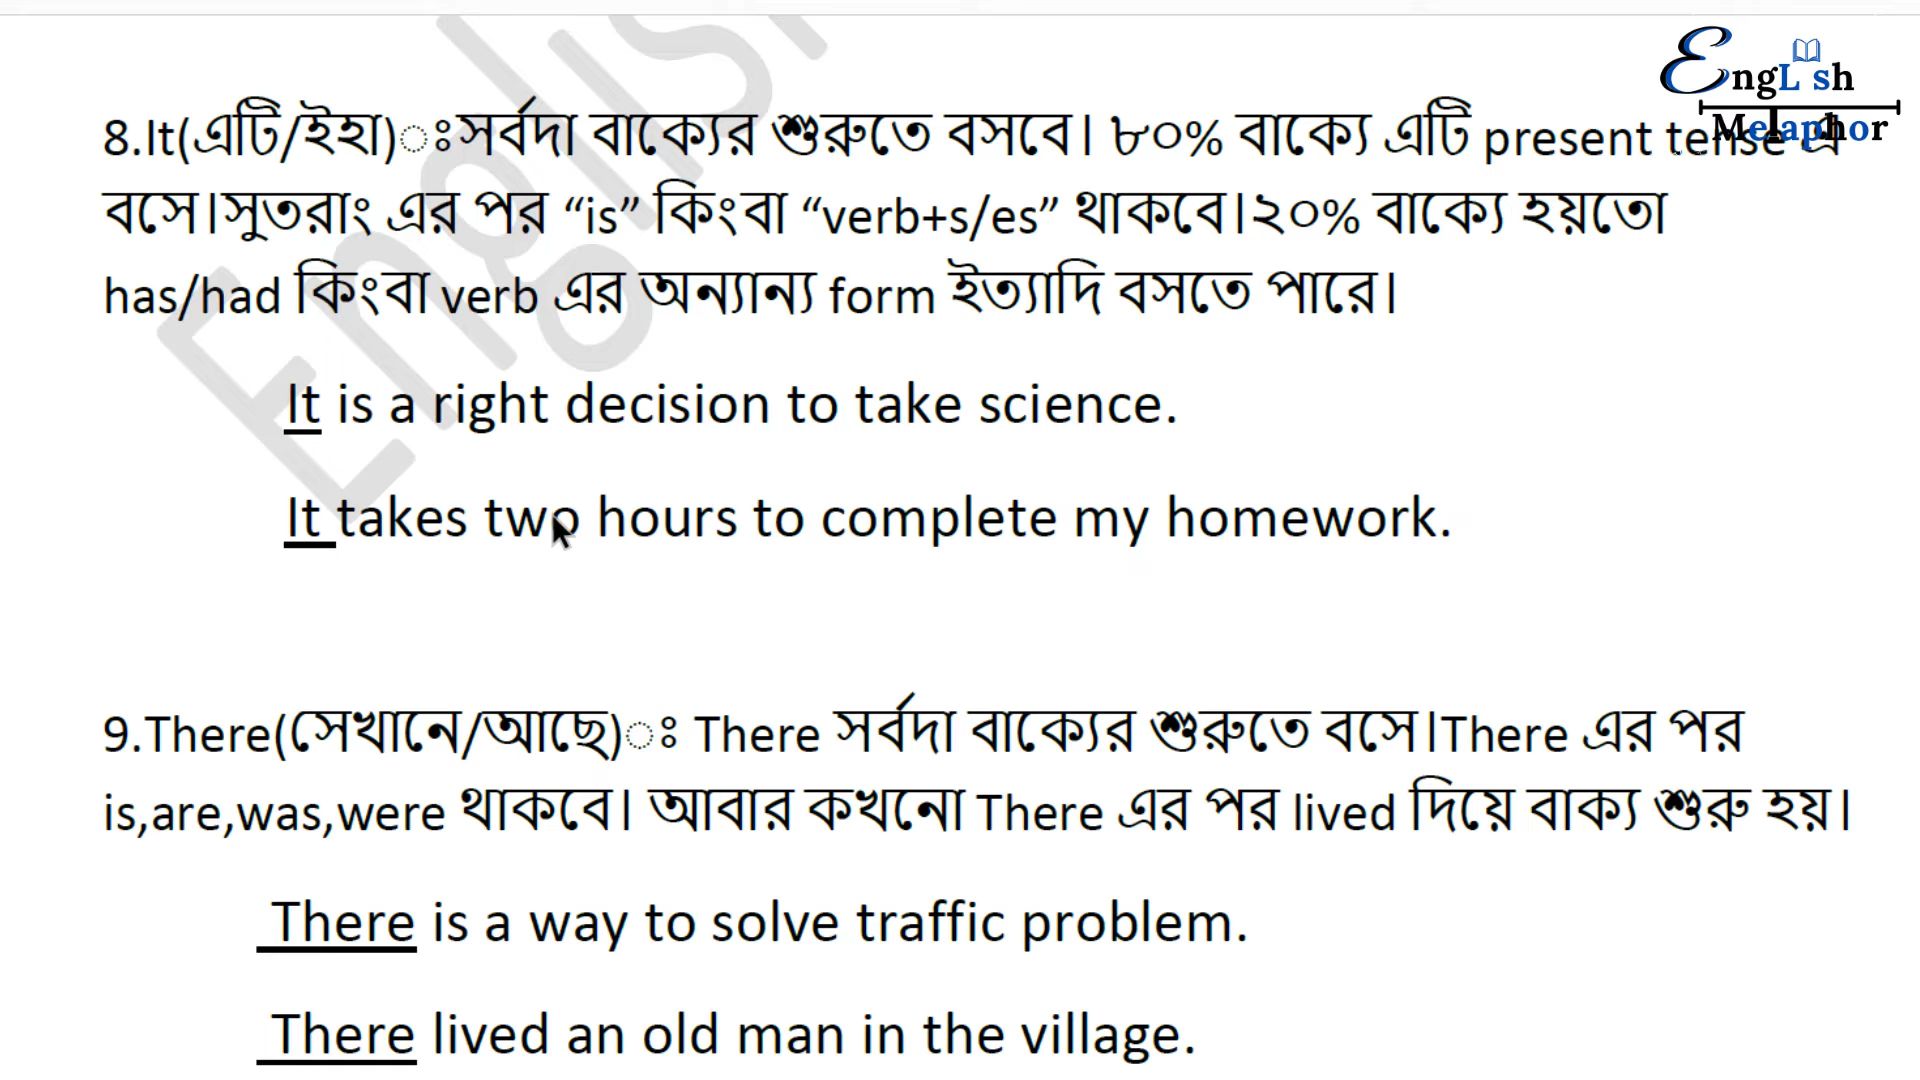 EngLish
Metaphor
8.It(এটি/ইহা)ঃসর্বদা বাক্যের শুরুতে বসবে। ৮০% বাক্যে এটি present tense এ
বসে।সুতরাং এর পর “is” কিংবা “verb+s/es” থাকবে।২০% বাক্যে হয়তো
has/had কিংবা verb এর অন্যান্য form ইত্যাদি বসতে পারে।
It is a right decision to take science.
It takes two hours to complete my homework.
9.There(সেখানে/আছে)ঃ There সর্বদা বাক্যের শুরুতে বসে।There এর পর
is,are,was,were থাকবে। আবার কখনো There এর পর lived দিয়ে বাক্য শুরু হয়।
There is a way to solve traffic problem.
There lived an old man in the village.
English